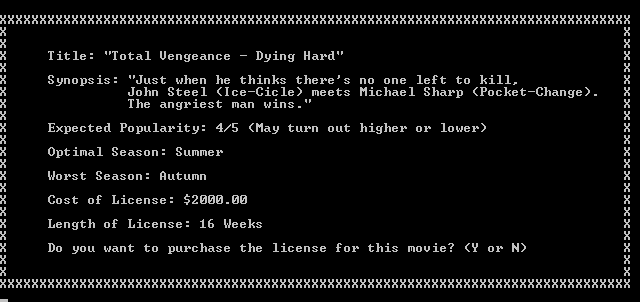 Title: "Total Vengeance - Dying Hard"
Synopsis: "Just when he thinks there's no one left to kill,
John Steel (Ice-Cicle) meets Michael Sharp (Pocket-Change).
The angriest man wins."
Expected Popularity: 4/5 (May turn out higher or lower)
Optimal Season: Summer
Worst Season: Autumn
Cost of License: $2000.00
Length of License: 16 Weeks
Do you want to purchase the license for this movie? (Y or N)